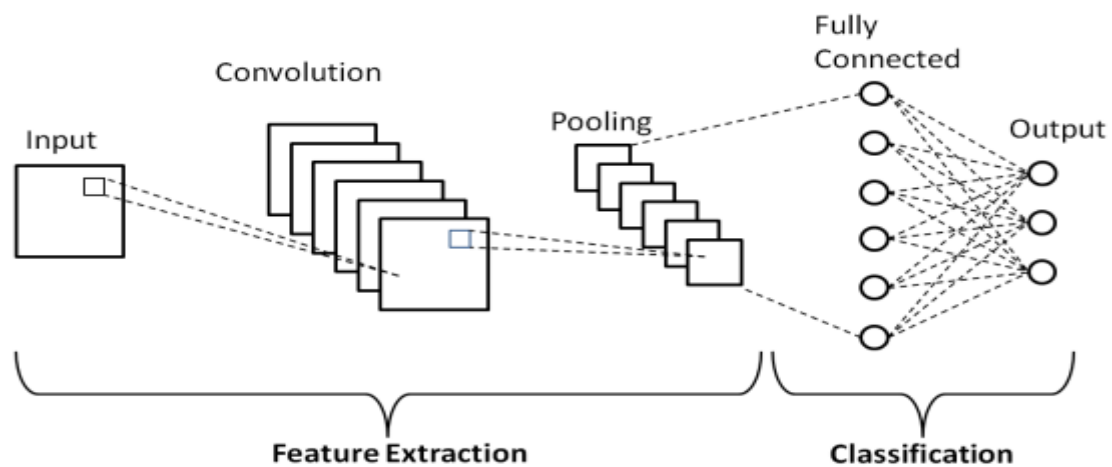 Input
Convolution
Pooling
Fully
Connected
Output
Feature Extraction
Classification